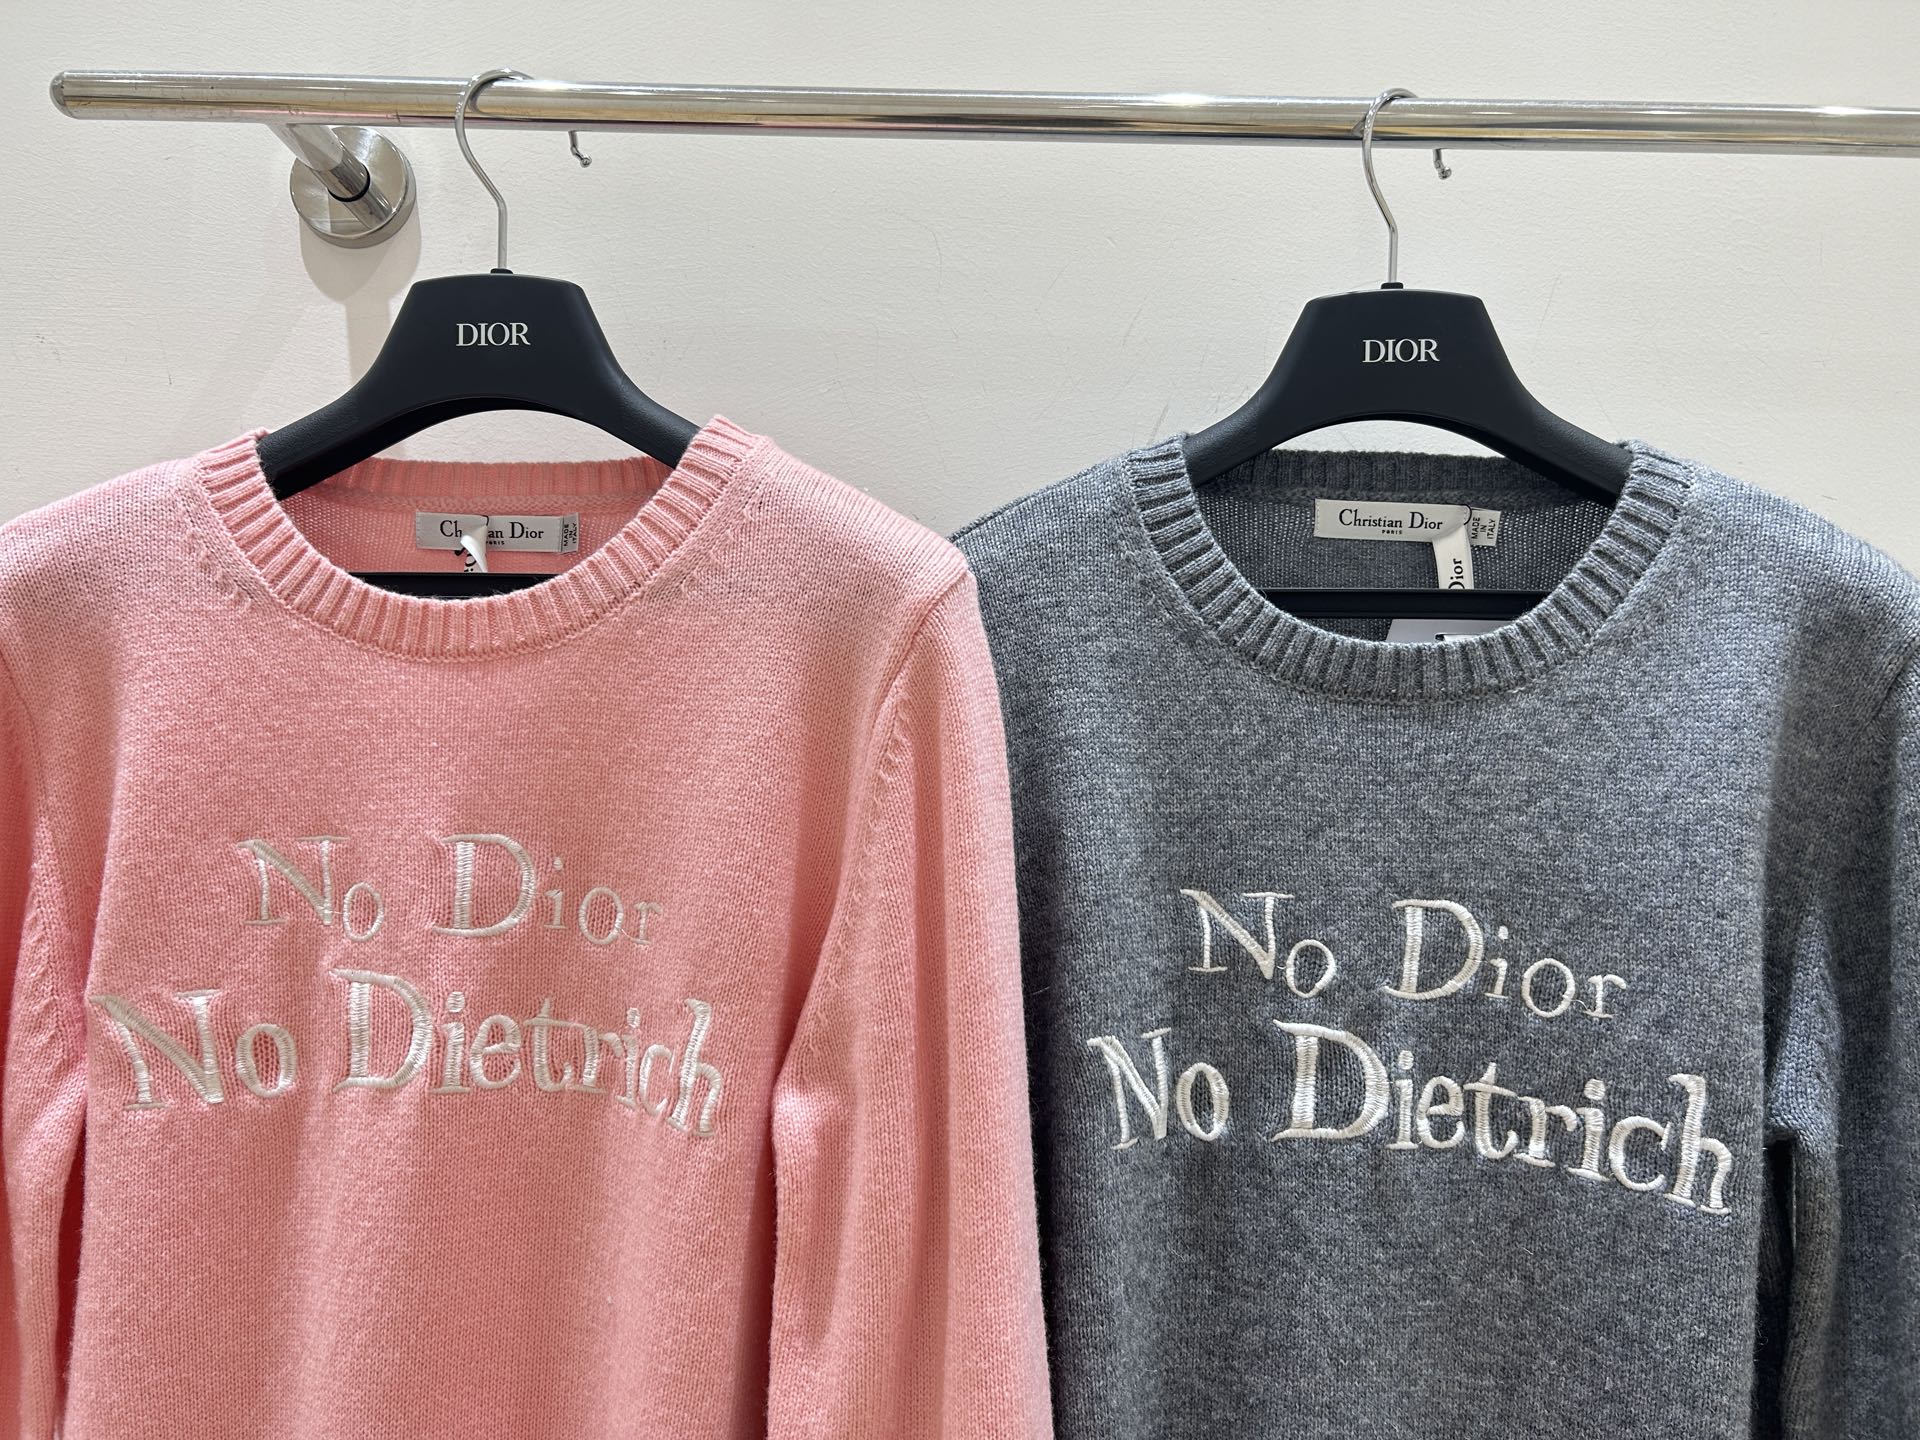 DIOR
Christian Dior
PARIS
MADE
IN
ITALY
No Dior
No Dietrich
DIOR
Christian Dior
PARIS
MADE
IN
ITALY
Dior
No Dior
No Dietrich